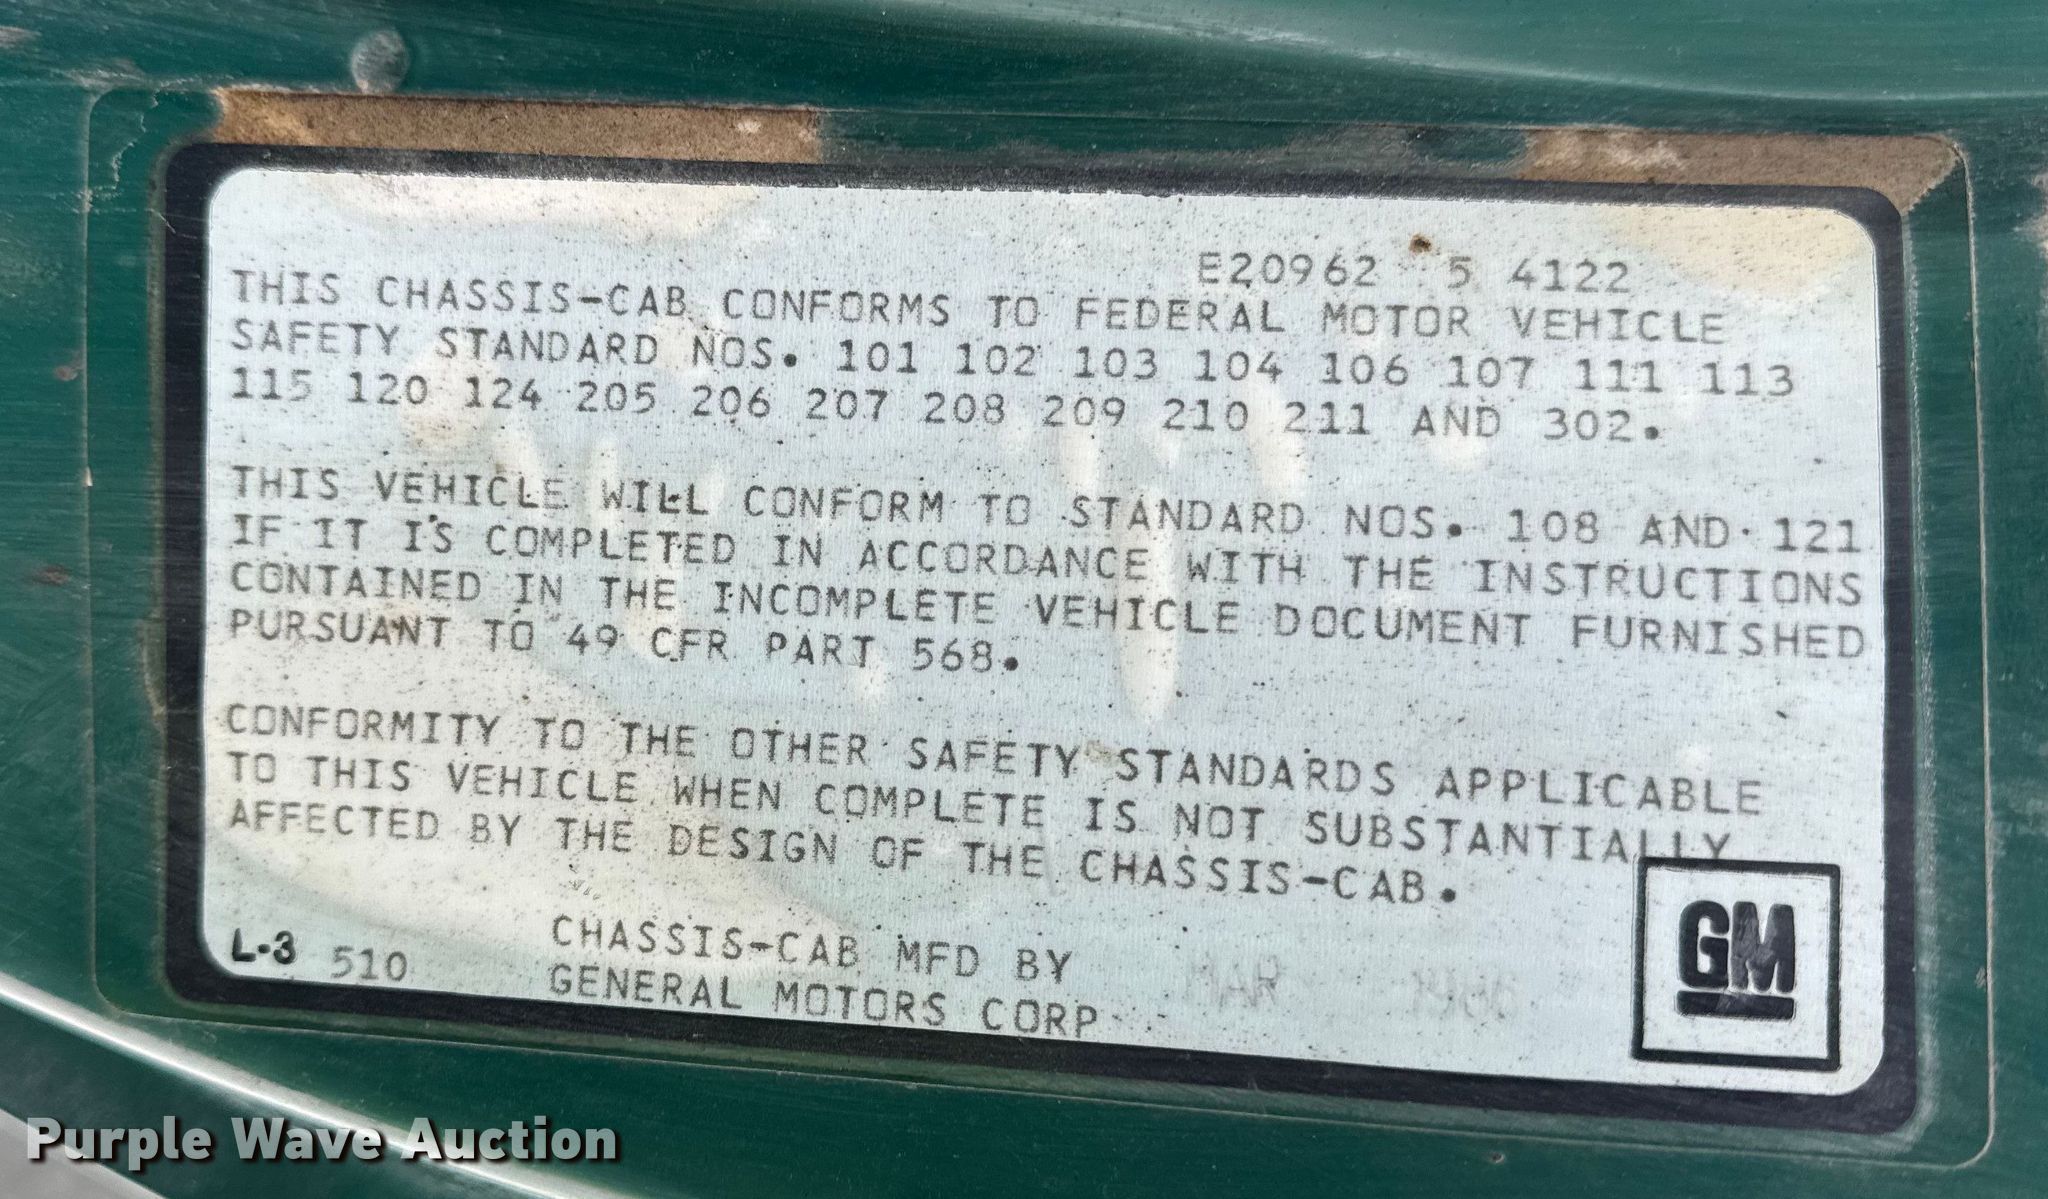 E20962 5 4122
THIS CHASSIS-CAB CONFORMS TO FEDERAL MOTOR VEHICLE
SAFETY STANDARD NOS. 101 102 103 104 106 107 111 113
115 120 124 205 206 207 208 209 210 211 AND 302.
THIS VEHICLE WILL CONFORM TO STANDARD NOS. 108 AND 121
IF IT IS COMPLETED IN ACCORDANCE WITH THE INSTRUCTIONS
CONTAINED IN THE INCOMPLETE VEHICLE DOCUMENT FURNISHED
PURSUANT TO 49 CFR PART 568.
CONFORMITY TO THE OTHER SAFETY STANDARDS APPLICABLE
TO THIS VEHICLE WHEN COMPLETE IS NOT SUBSTANTIALLY
AFFECTED BY THE DESIGN OF THE CHASSIS-CAB.
CHASSIS-CAB MFD BY
L-3 510
GENERAL MOTORS CORP
GM
Purple Wave Auction